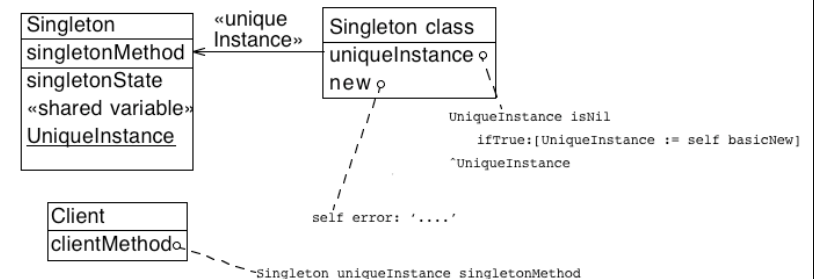 Singleton
singletonMethod
singletonState
«shared variable»
UniqueInstance
«unique
Instance»
Singleton class
uniqueInstance
new
UniqueInstance isNil
ifTrue:[UniqueInstance := self basicNew]
^UniqueInstance
self error: ‘....’
Client
clientMethod
Singleton uniqueInstance singletonMethod